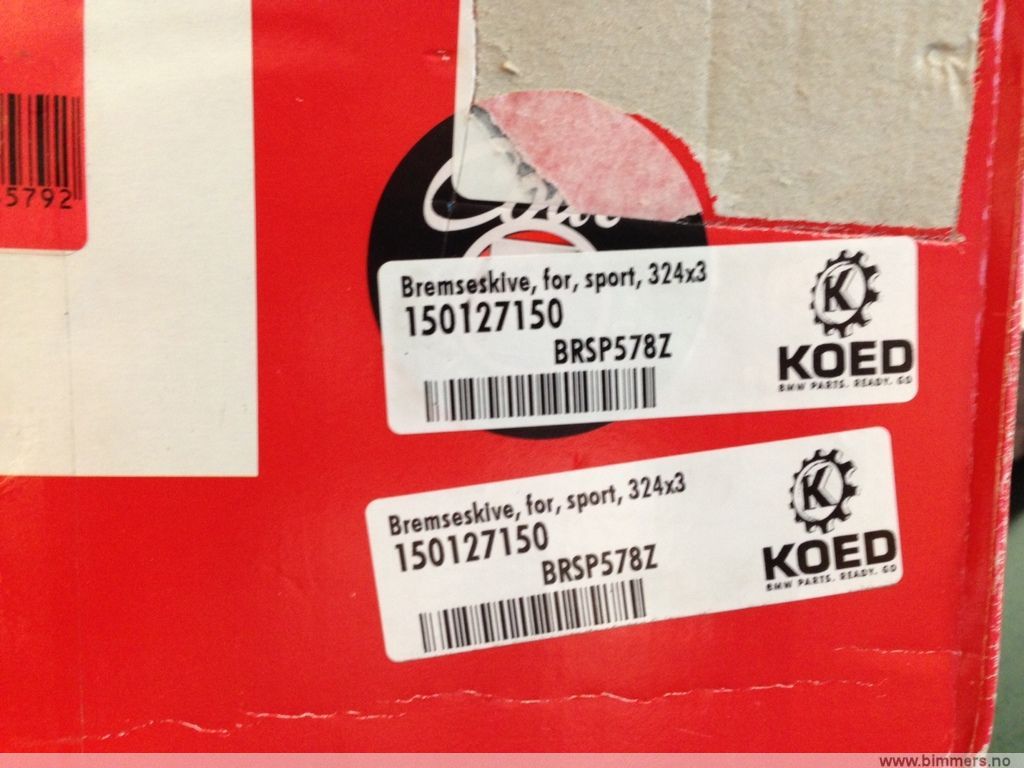 5792
Bremseskive, for, sport, 324x3
150127150
BRSP578Z
K
KOED
BMW PARTS. READY. GO
Bremseskive, for, sport, 324x3
150127150
BRSP578Z
K
KOED
BMW PARTS. READY. GO
www.bimmers.no